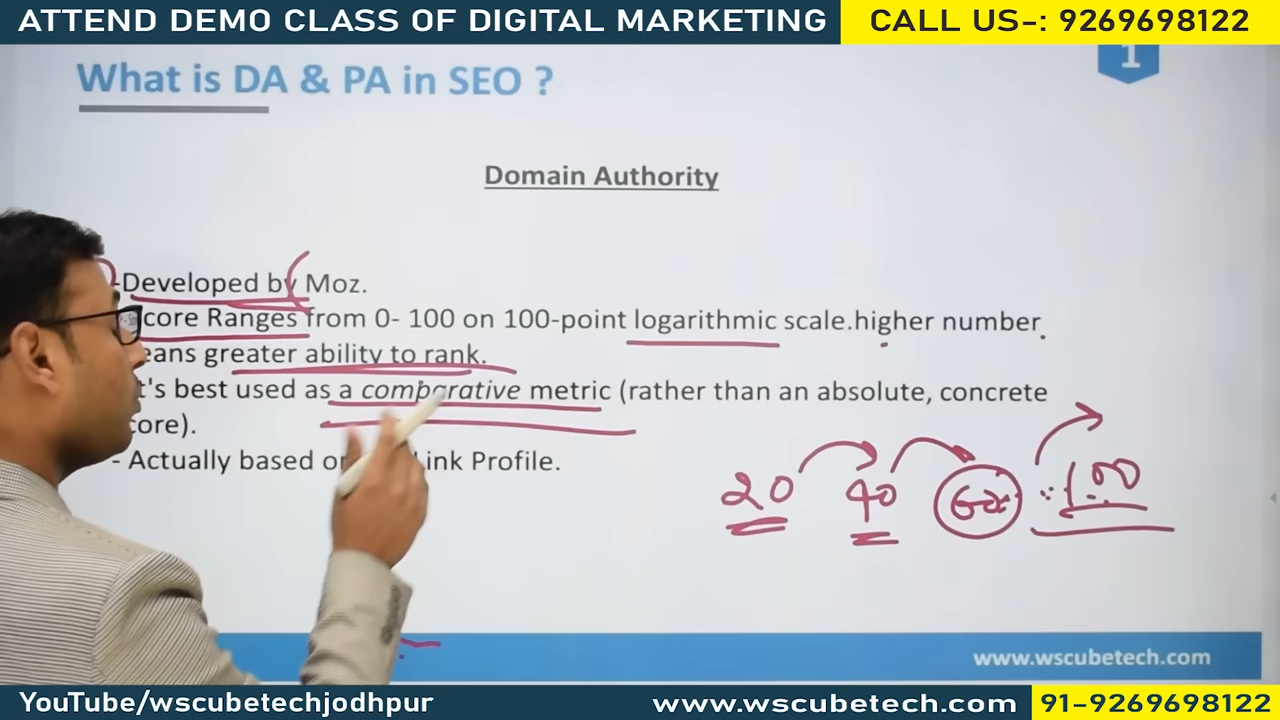 ATTEND DEMO CLASS OF DIGITAL MARKETING
CALL US-: 9269698122
1
What is DA & PA in SEO ?
Domain Authority
-Developed by Moz.
core Ranges from 0- 100 on 100-point logarithmic scale.higher number
eans greater ability to rank.
t's best used as a comparative metric (rather than an absolute, concrete
core).
- Actually based on ink Profile.
20 40 100
www.wscubetech.com
YouTube/wscubetechjodhpur
www.wscubetech.com
91-9269698122